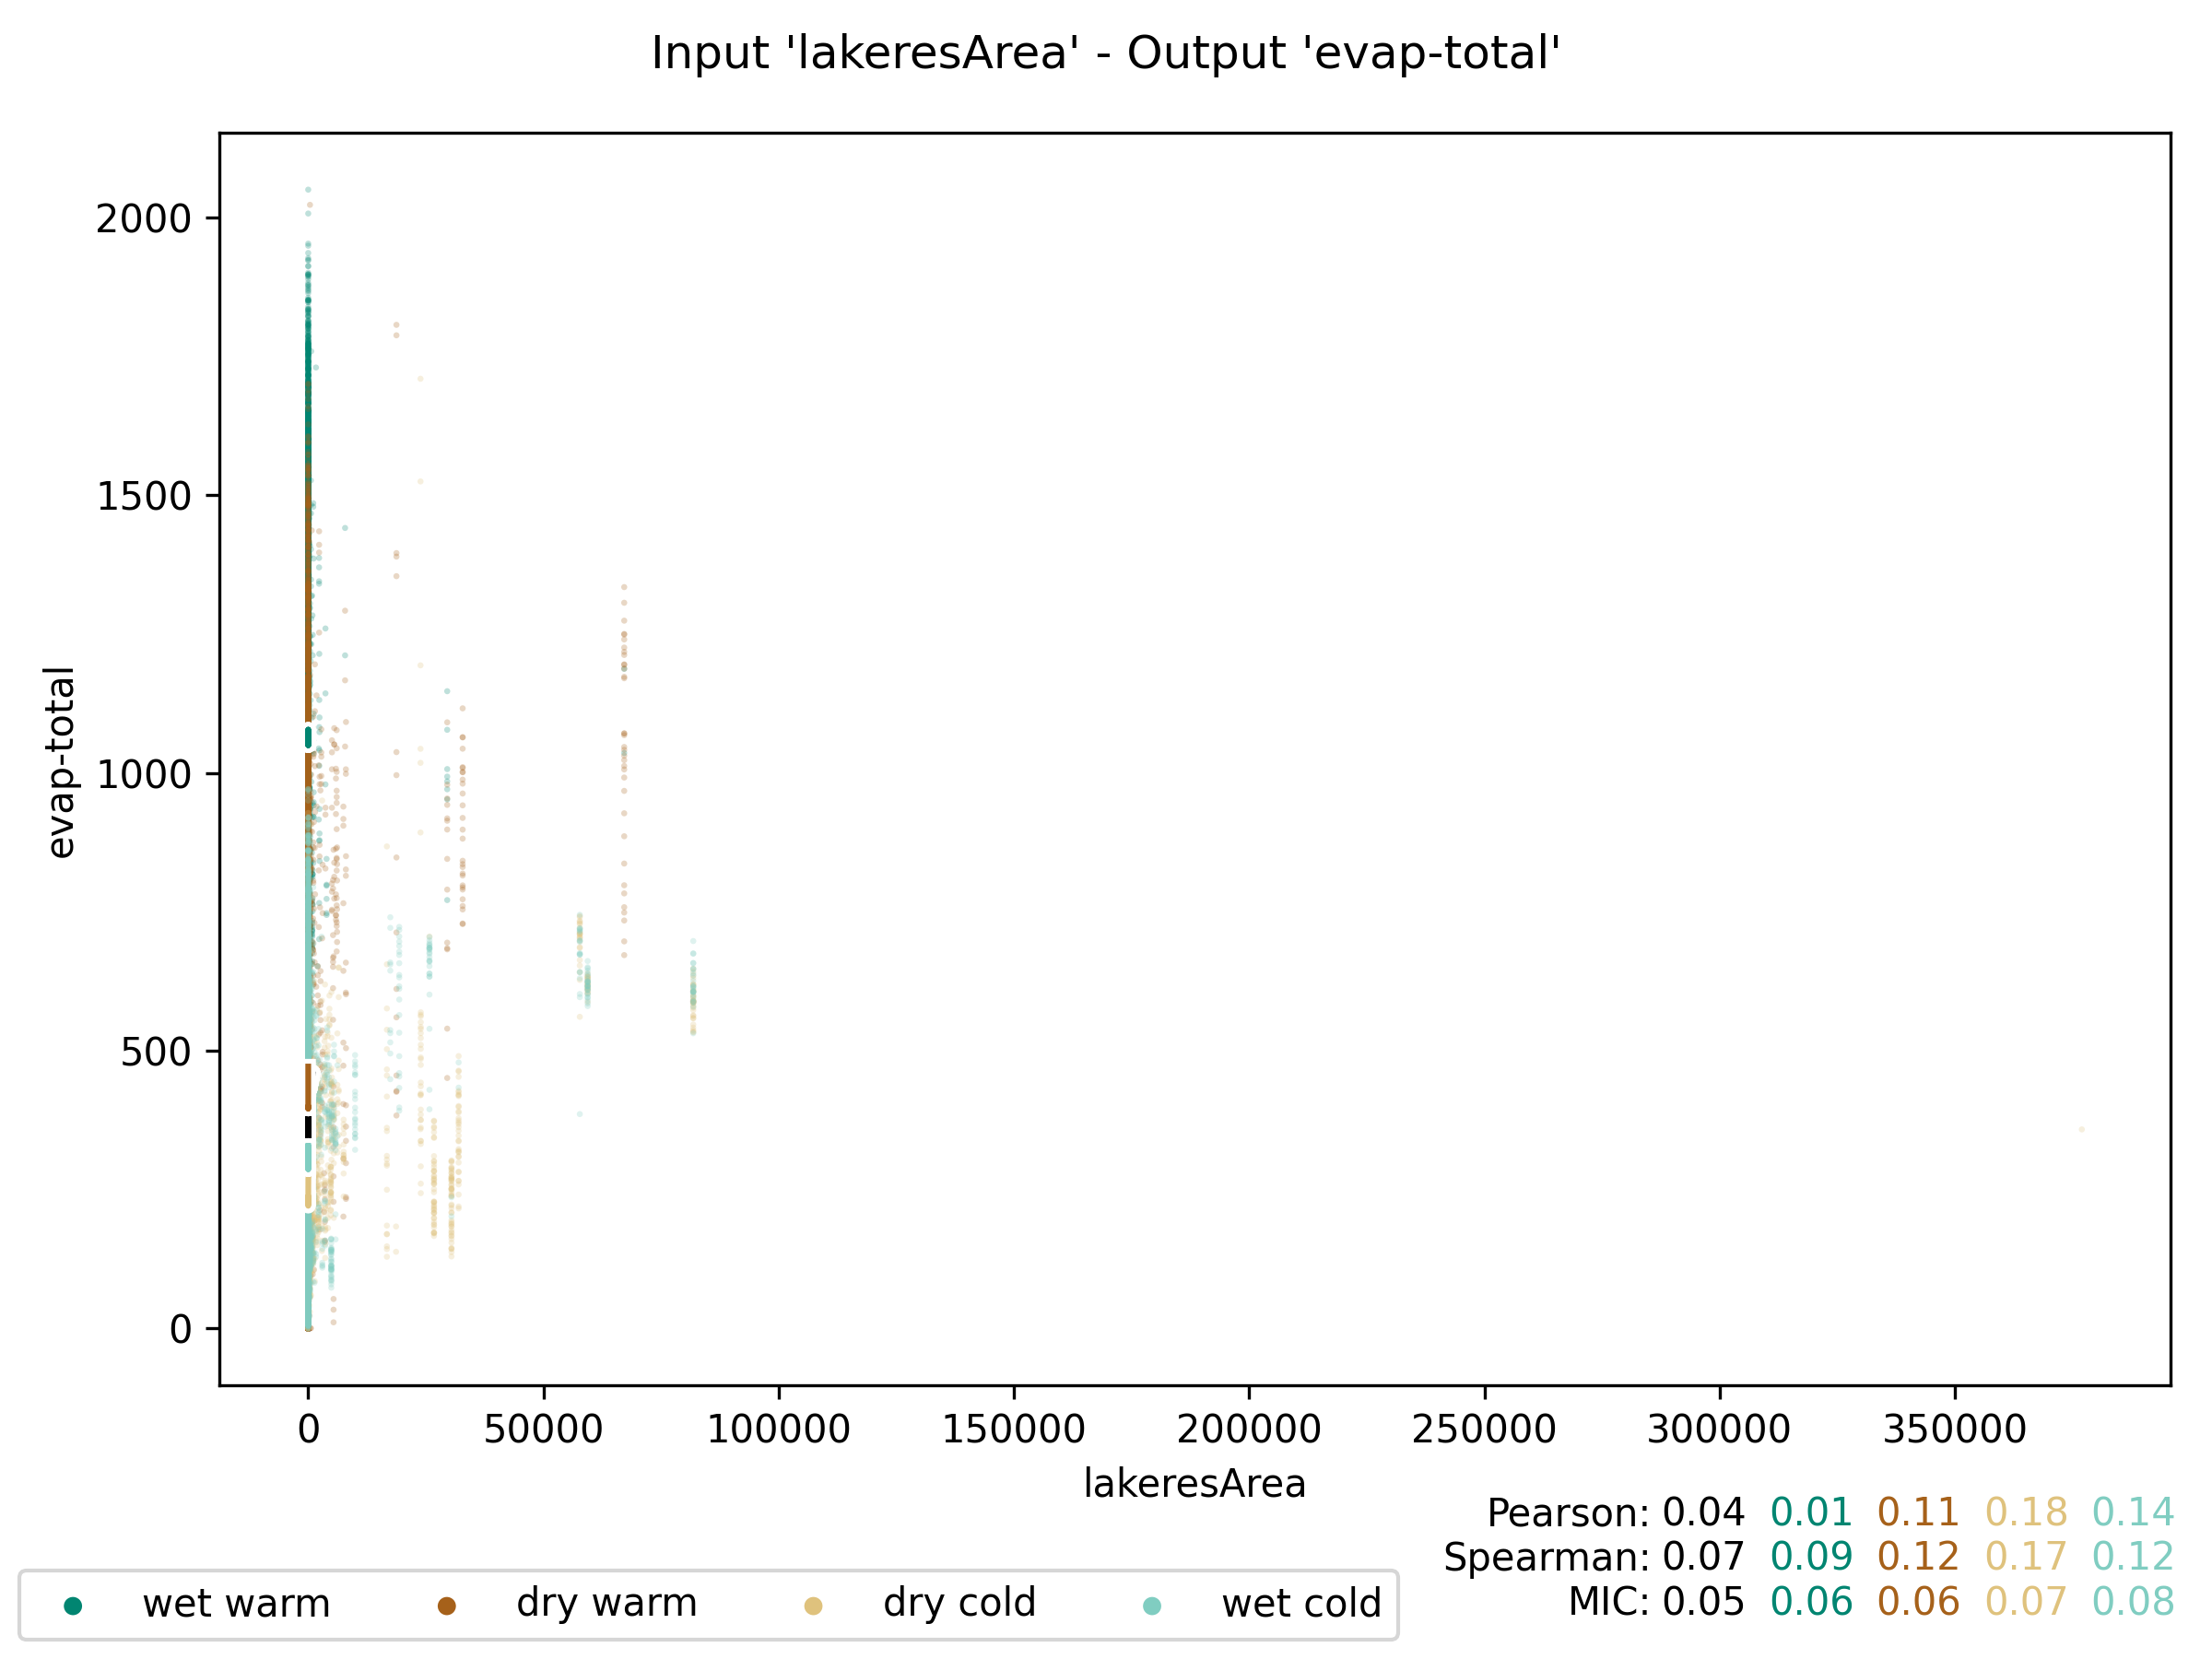 Input 'lakeresArea' - Output 'evap-total'
2000
1500
1000
500
0
evap-total
0 50000 100000 150000 200000 250000 300000 350000
lakeresArea
Pearson: 0.04 0.01 0.11 0.18 0.14
Spearman: 0.07 0.09 0.12 0.17 0.12
MIC: 0.05 0.06 0.06 0.07 0.08
wet warm dry warm dry cold wet cold